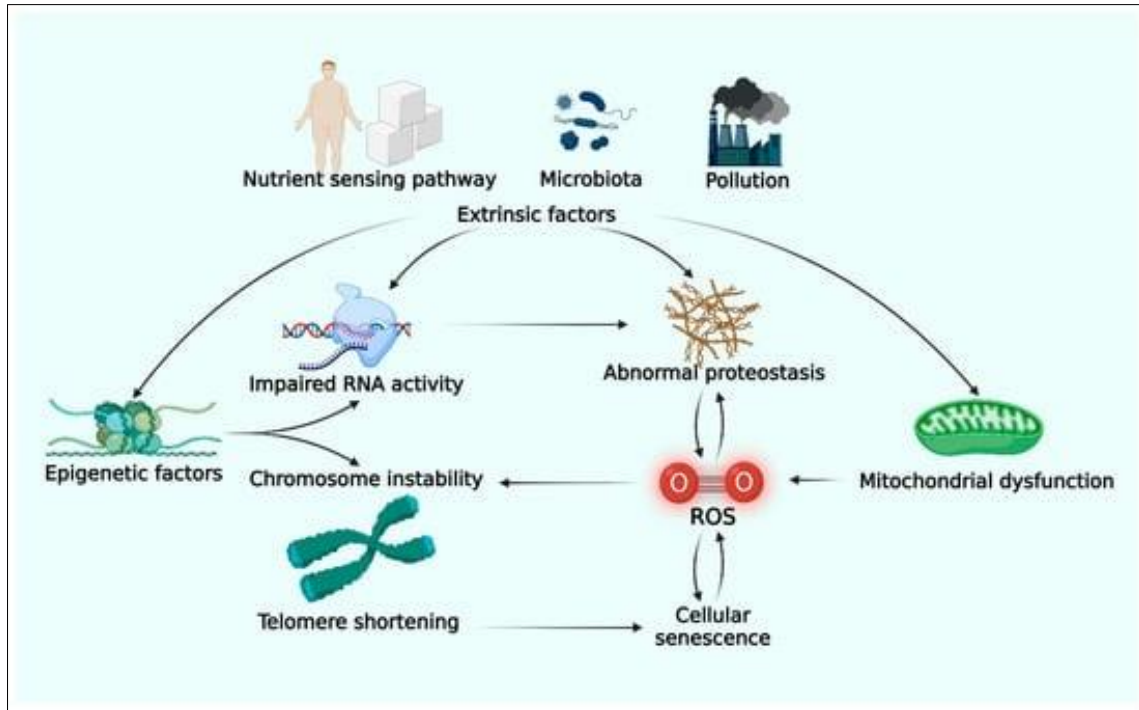 Nutrient sensing pathway
Microbiota
Pollution
Extrinsic factors
Impaired RNA activity
Abnormal proteostasis
Epigenetic factors
Chromosome instability
O O
ROS
Mitochondrial dysfunction
Telomere shortening
Cellular
senescence